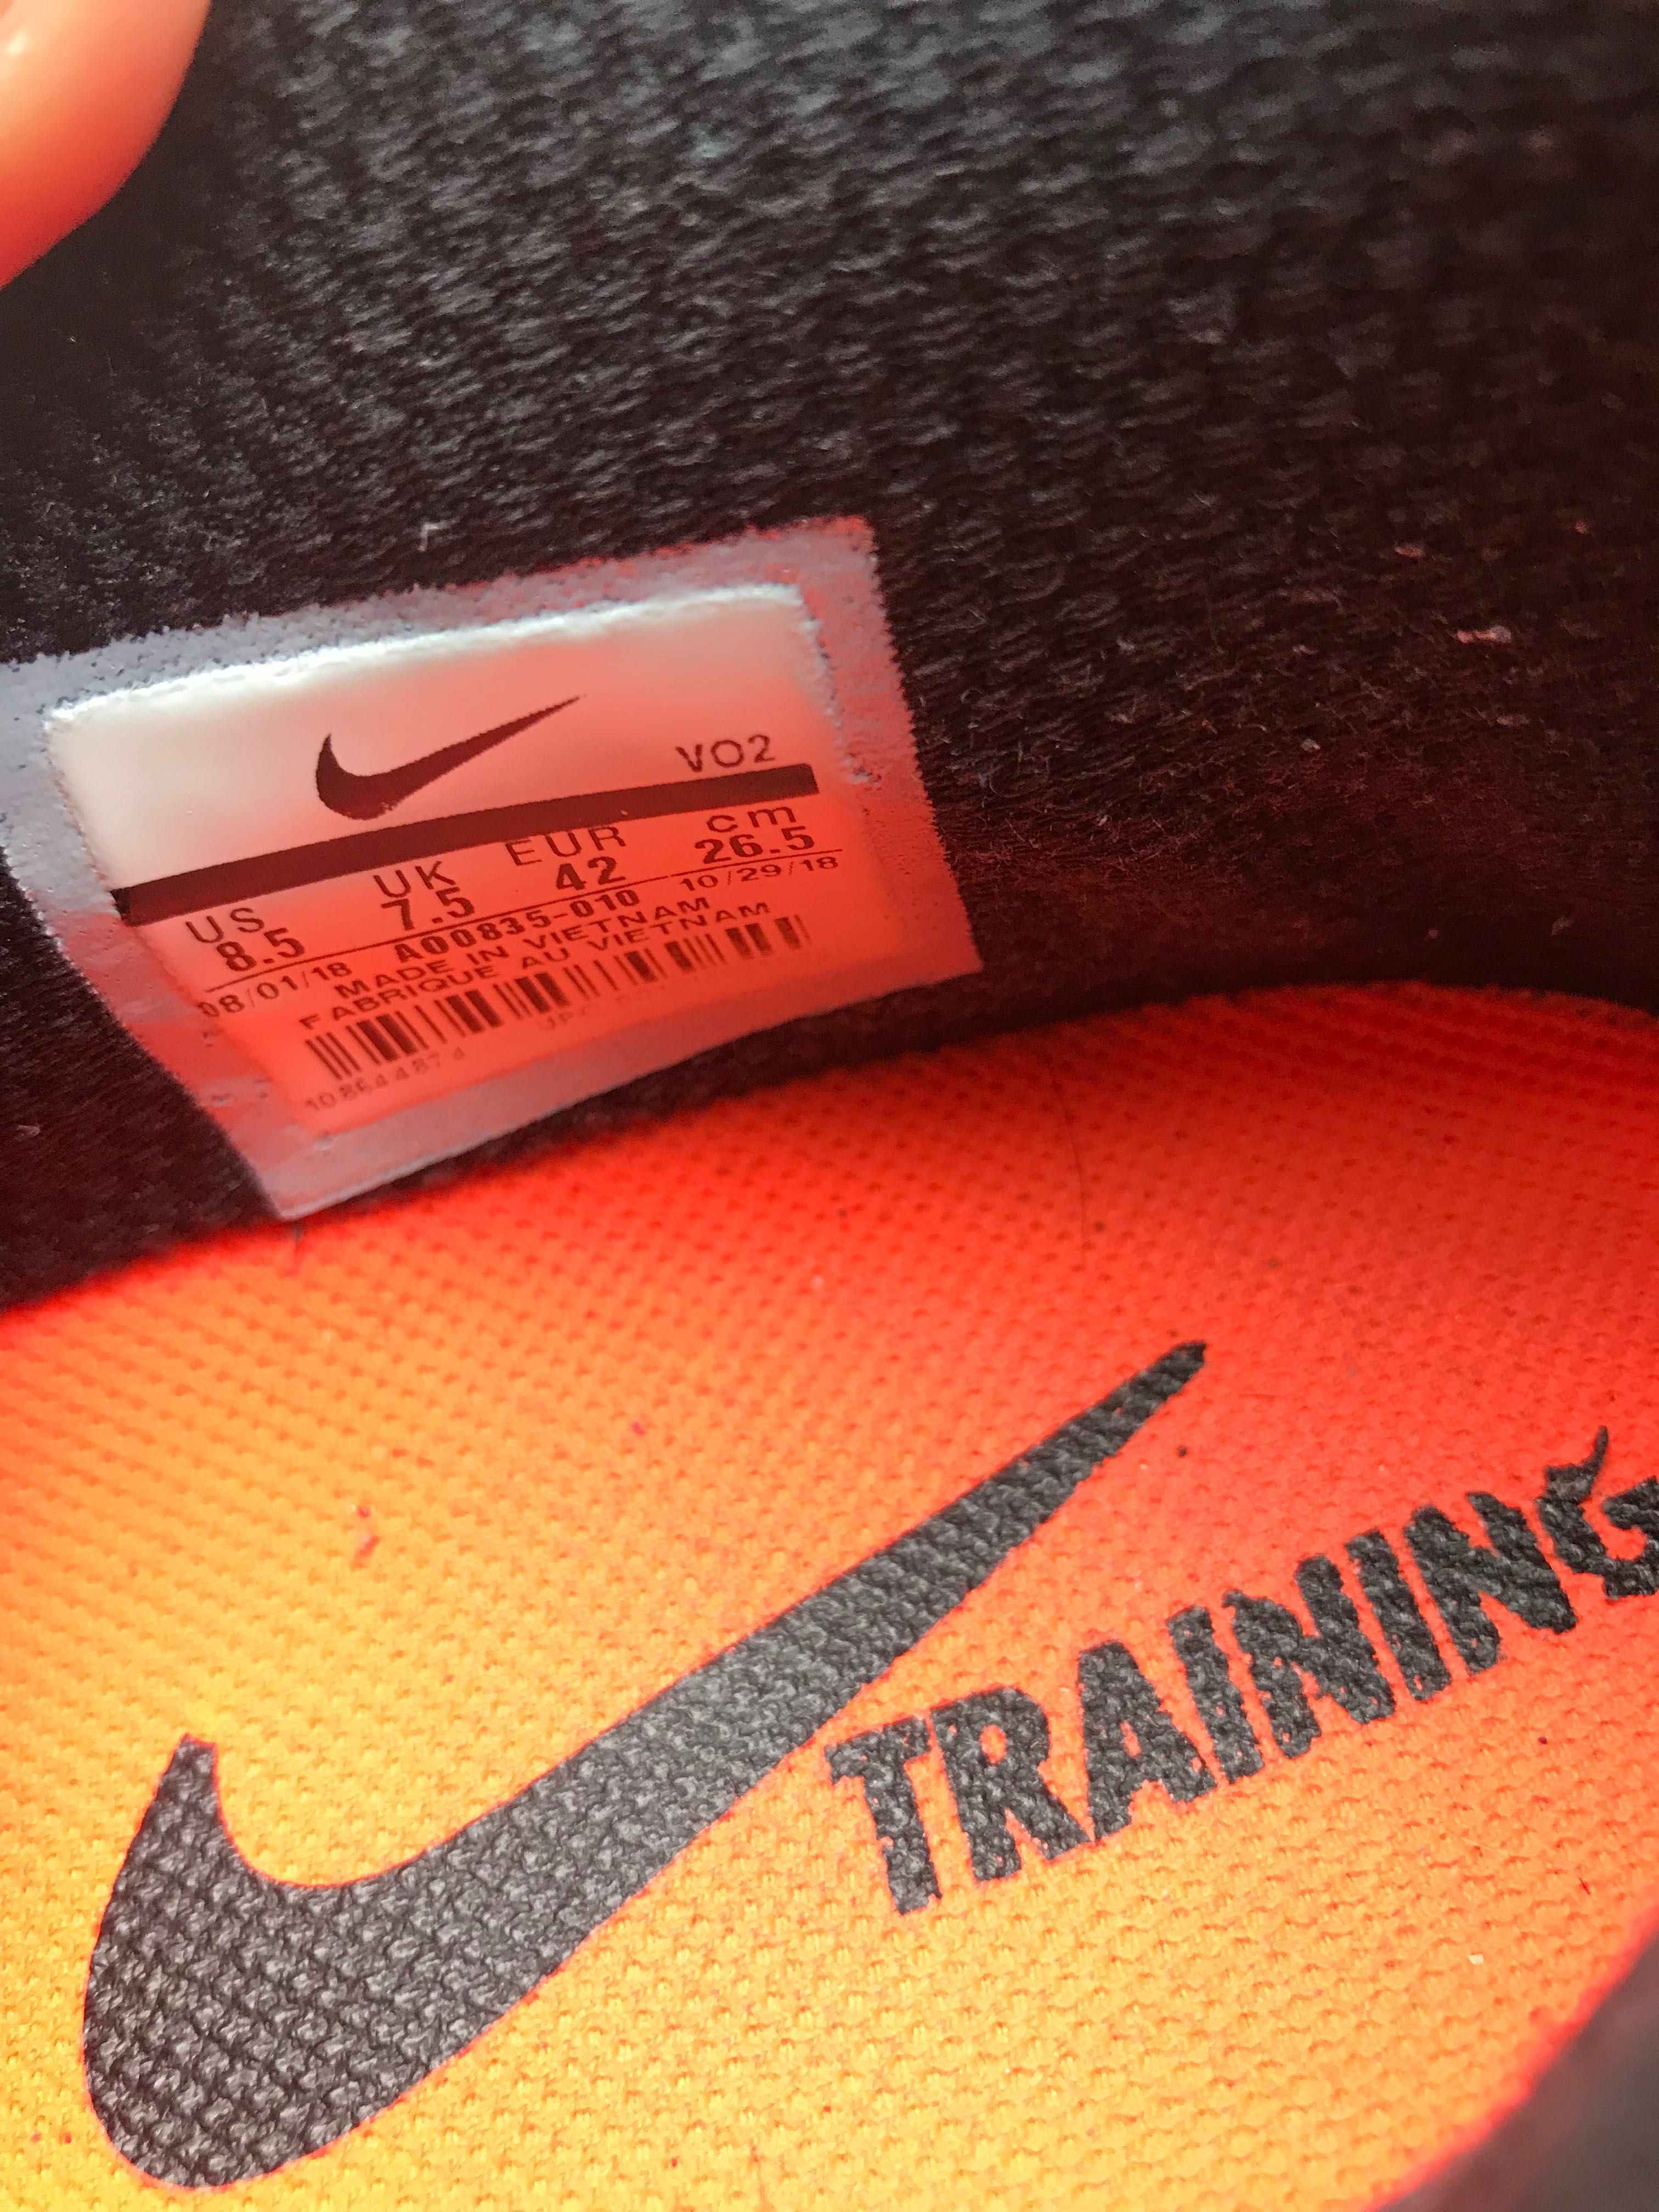 VO2
US UK EUR cm
8.5 7.5 42 26.5
08/01/18 AO0835-010 10/29/18
MADE IN VIETNAM
FABRIQUE AU VIETNAM
TRAINING